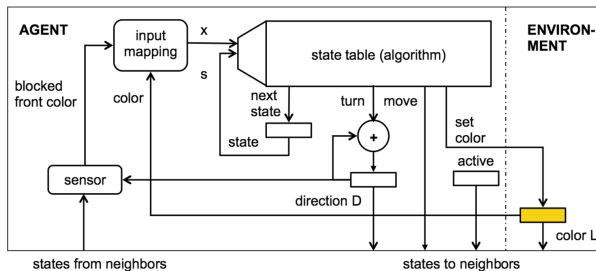 AGENT
ENVIRON-
MENT
input
mapping
x
s
state table (algorithm)
blocked
front color
color
next
state
turn
move
set
color
state
+
active
sensor
direction D
color L
states from neighbors
states to neighbors